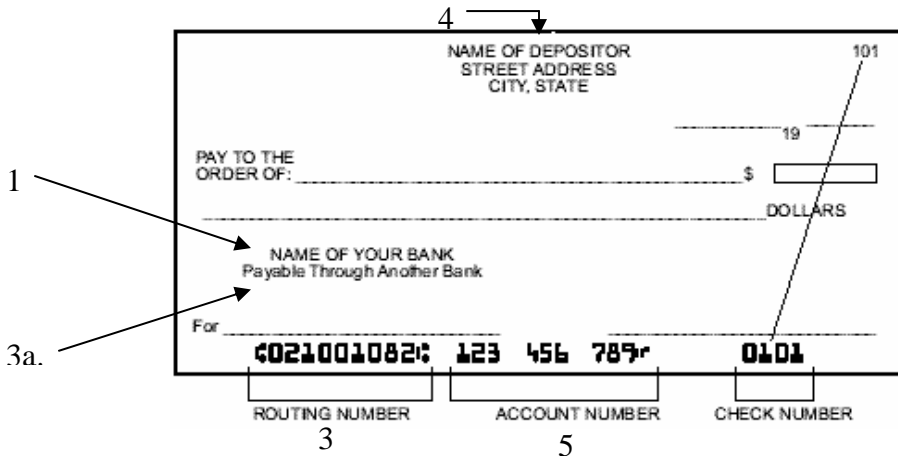 4
NAME OF DEPOSITOR 101
STREET ADDRESS
CITY, STATE
19
PAY TO THE
ORDER OF: $
1
DOLLARS
NAME OF YOUR BANK
Payable Through Another Bank
For
3a.
⑆021001082⑆ 123 456 789⑈ 0101
ROUTING NUMBER ACCOUNT NUMBER CHECK NUMBER
3 5